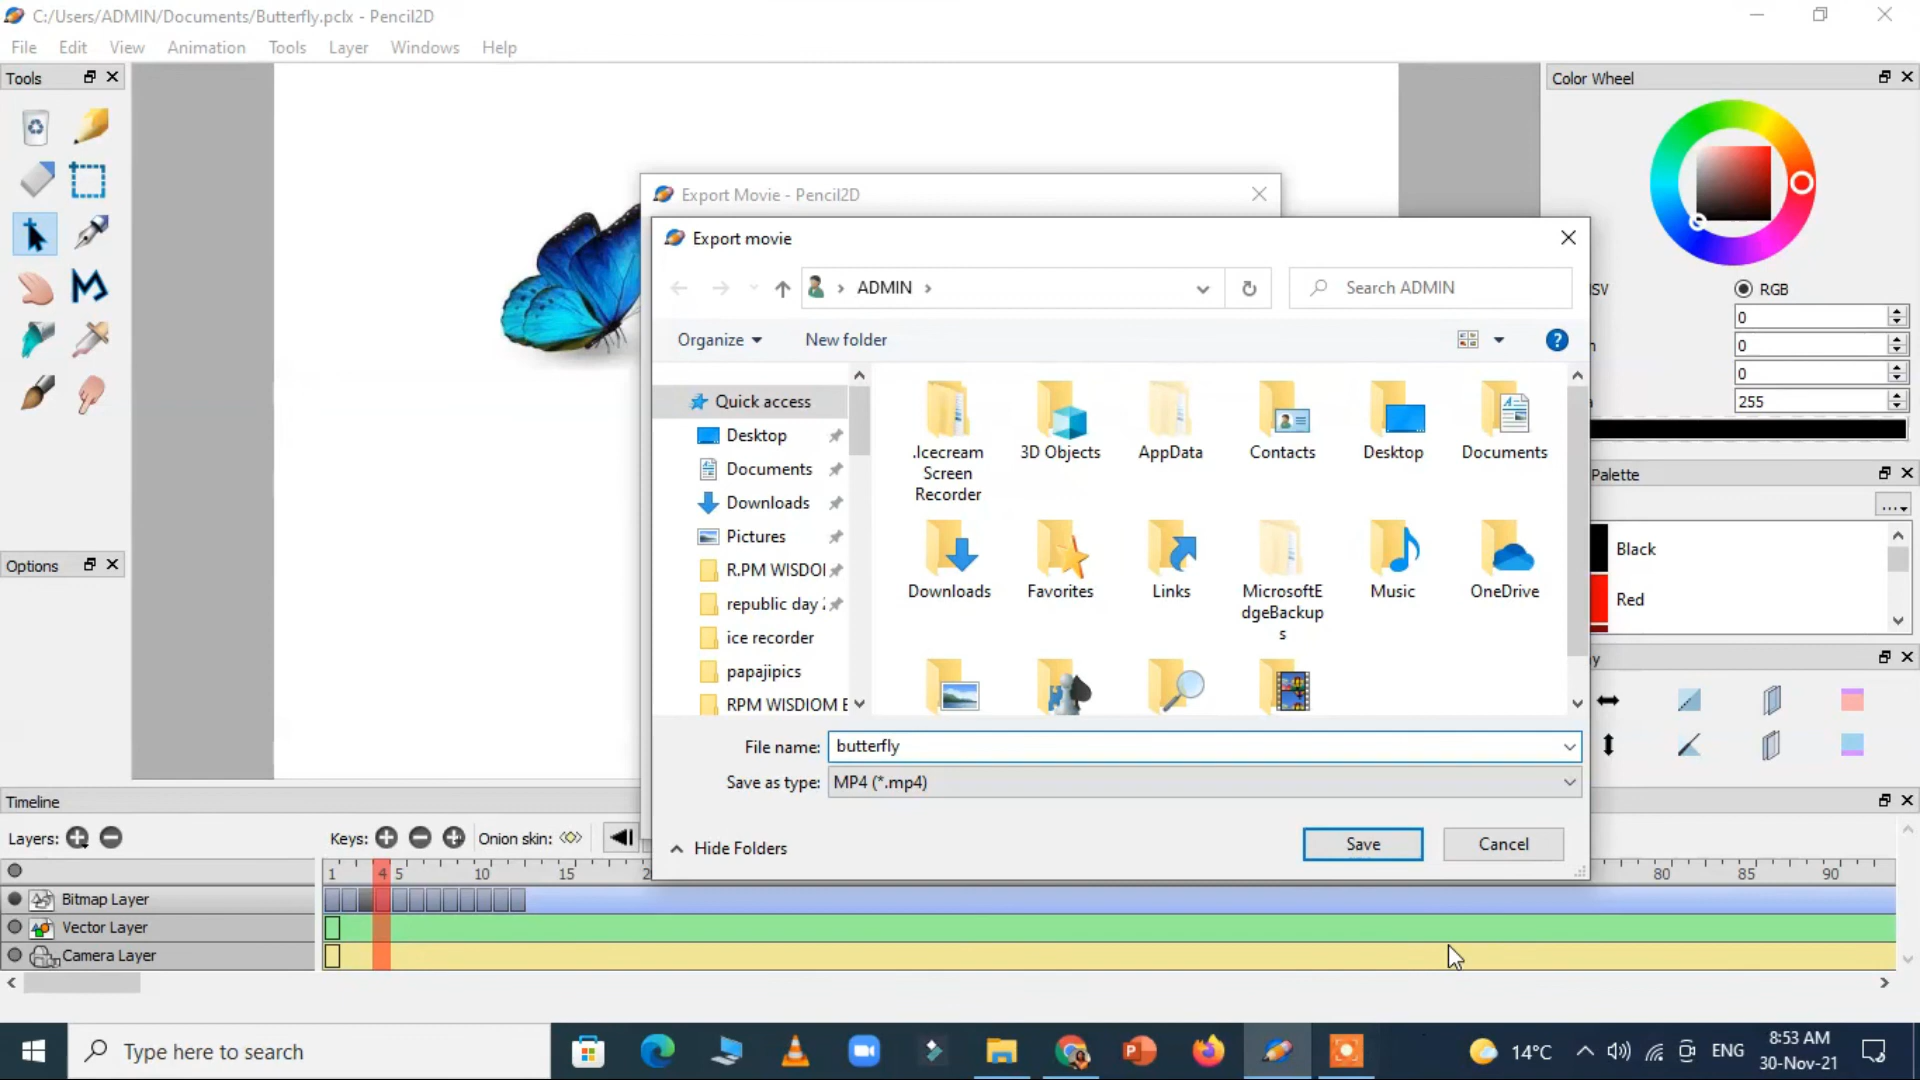 C:/Users/ADMIN/Documents/Butterfly.pclx - Pencil2D
File Edit View Animation Tools Layer Windows Help
Tools
Color Wheel
Export Movie - Pencil2D
Export movie
ADMIN
Search ADMIN
SV
RGB
0
0
0
255
Organize
New folder
Quick access
Desktop
Documents
Downloads
Pictures
R.PM WISDOI
republic day
ice recorder
papajipics
RPM WISDIOM E
.Icecream
Screen
Recorder
3D Objects
AppData
Contacts
Desktop
Documents
Downloads
Favorites
Links
MicrosoftE
dgeBackup
s
Music
OneDrive
Palette
Black
Red
y
Options
File name: butterfly
Save as type: MP4 (*.mp4)
Hide Folders
Save
Cancel
Timeline
Layers:
Keys:
Onion skin:
1 4 5 10 15 80 85 90
Bitmap Layer
Vector Layer
Camera Layer
Type here to search
14°C
ENG
8:53 AM
30-Nov-21